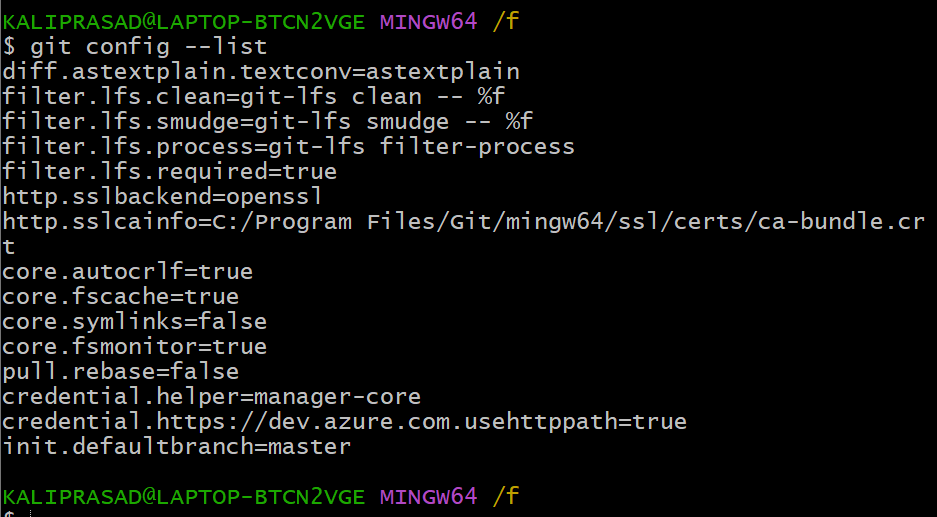 KALIPRASAD@LAPTOP-BTCN2VGE MINGW64 /f
$ git config --list
diff.astextplain.textconv=astextplain
filter.lfs.clean=git-lfs clean -- %f
filter.lfs.smudge=git-lfs smudge -- %f
filter.lfs.process=git-lfs filter-process
filter.lfs.required=true
http.sslbackend=openssl
http.sslcainfo=C:/Program Files/Git/mingw64/ssl/certs/ca-bundle.cr
t
core.autocrlf=true
core.fscache=true
core.symlinks=false
core.fsmonitor=true
pull.rebase=false
credential.helper=manager-core
credential.https://dev.azure.com.usehttppath=true
init.defaultbranch=master
KALIPRASAD@LAPTOP-BTCN2VGE MINGW64 /f
$